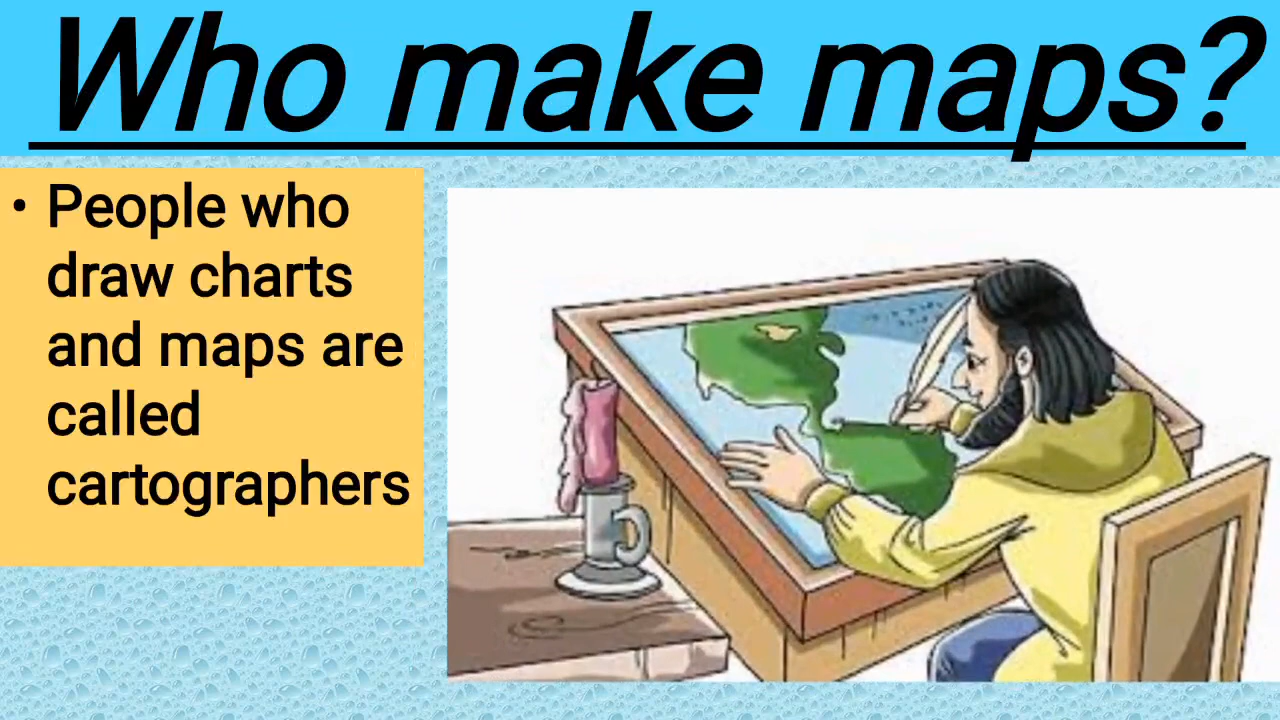 Who make maps?
• People who
draw charts
and maps are
called
cartographers